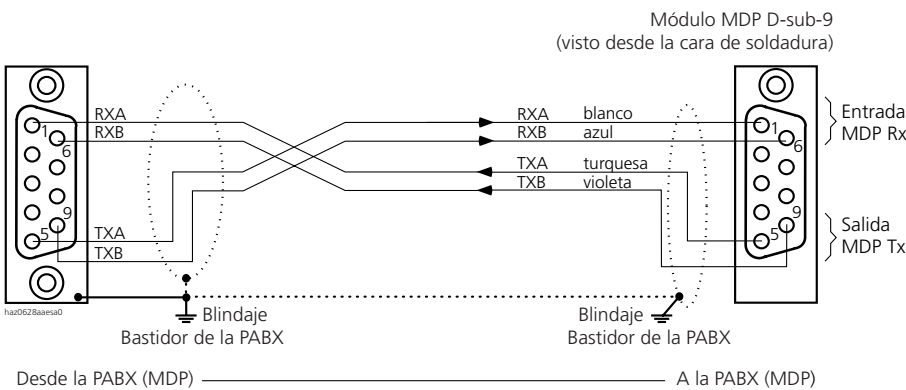 Módulo MDP D-sub-9
(visto desde la cara de soldadura)
RXA
RXB
RXA blanco
RXB azul
TXA turquesa
TXB violeta
TXA
TXB
1
6
9
5
1
6
9
5
Entrada
MDP Rx
Salida
MDP Tx
haz0628aaesa0
Blindaje
Bastidor de la PABX
Blindaje
Bastidor de la PABX
Desde la PABX (MDP)
A la PABX (MDP)